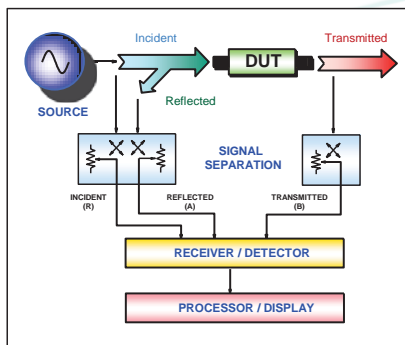 Incident
Transmitted
DUT
SOURCE
Reflected
SIGNAL
SEPARATION
INCIDENT
(R)
REFLECTED
(A)
TRANSMITTED
(B)
RECEIVER / DETECTOR
PROCESSOR / DISPLAY